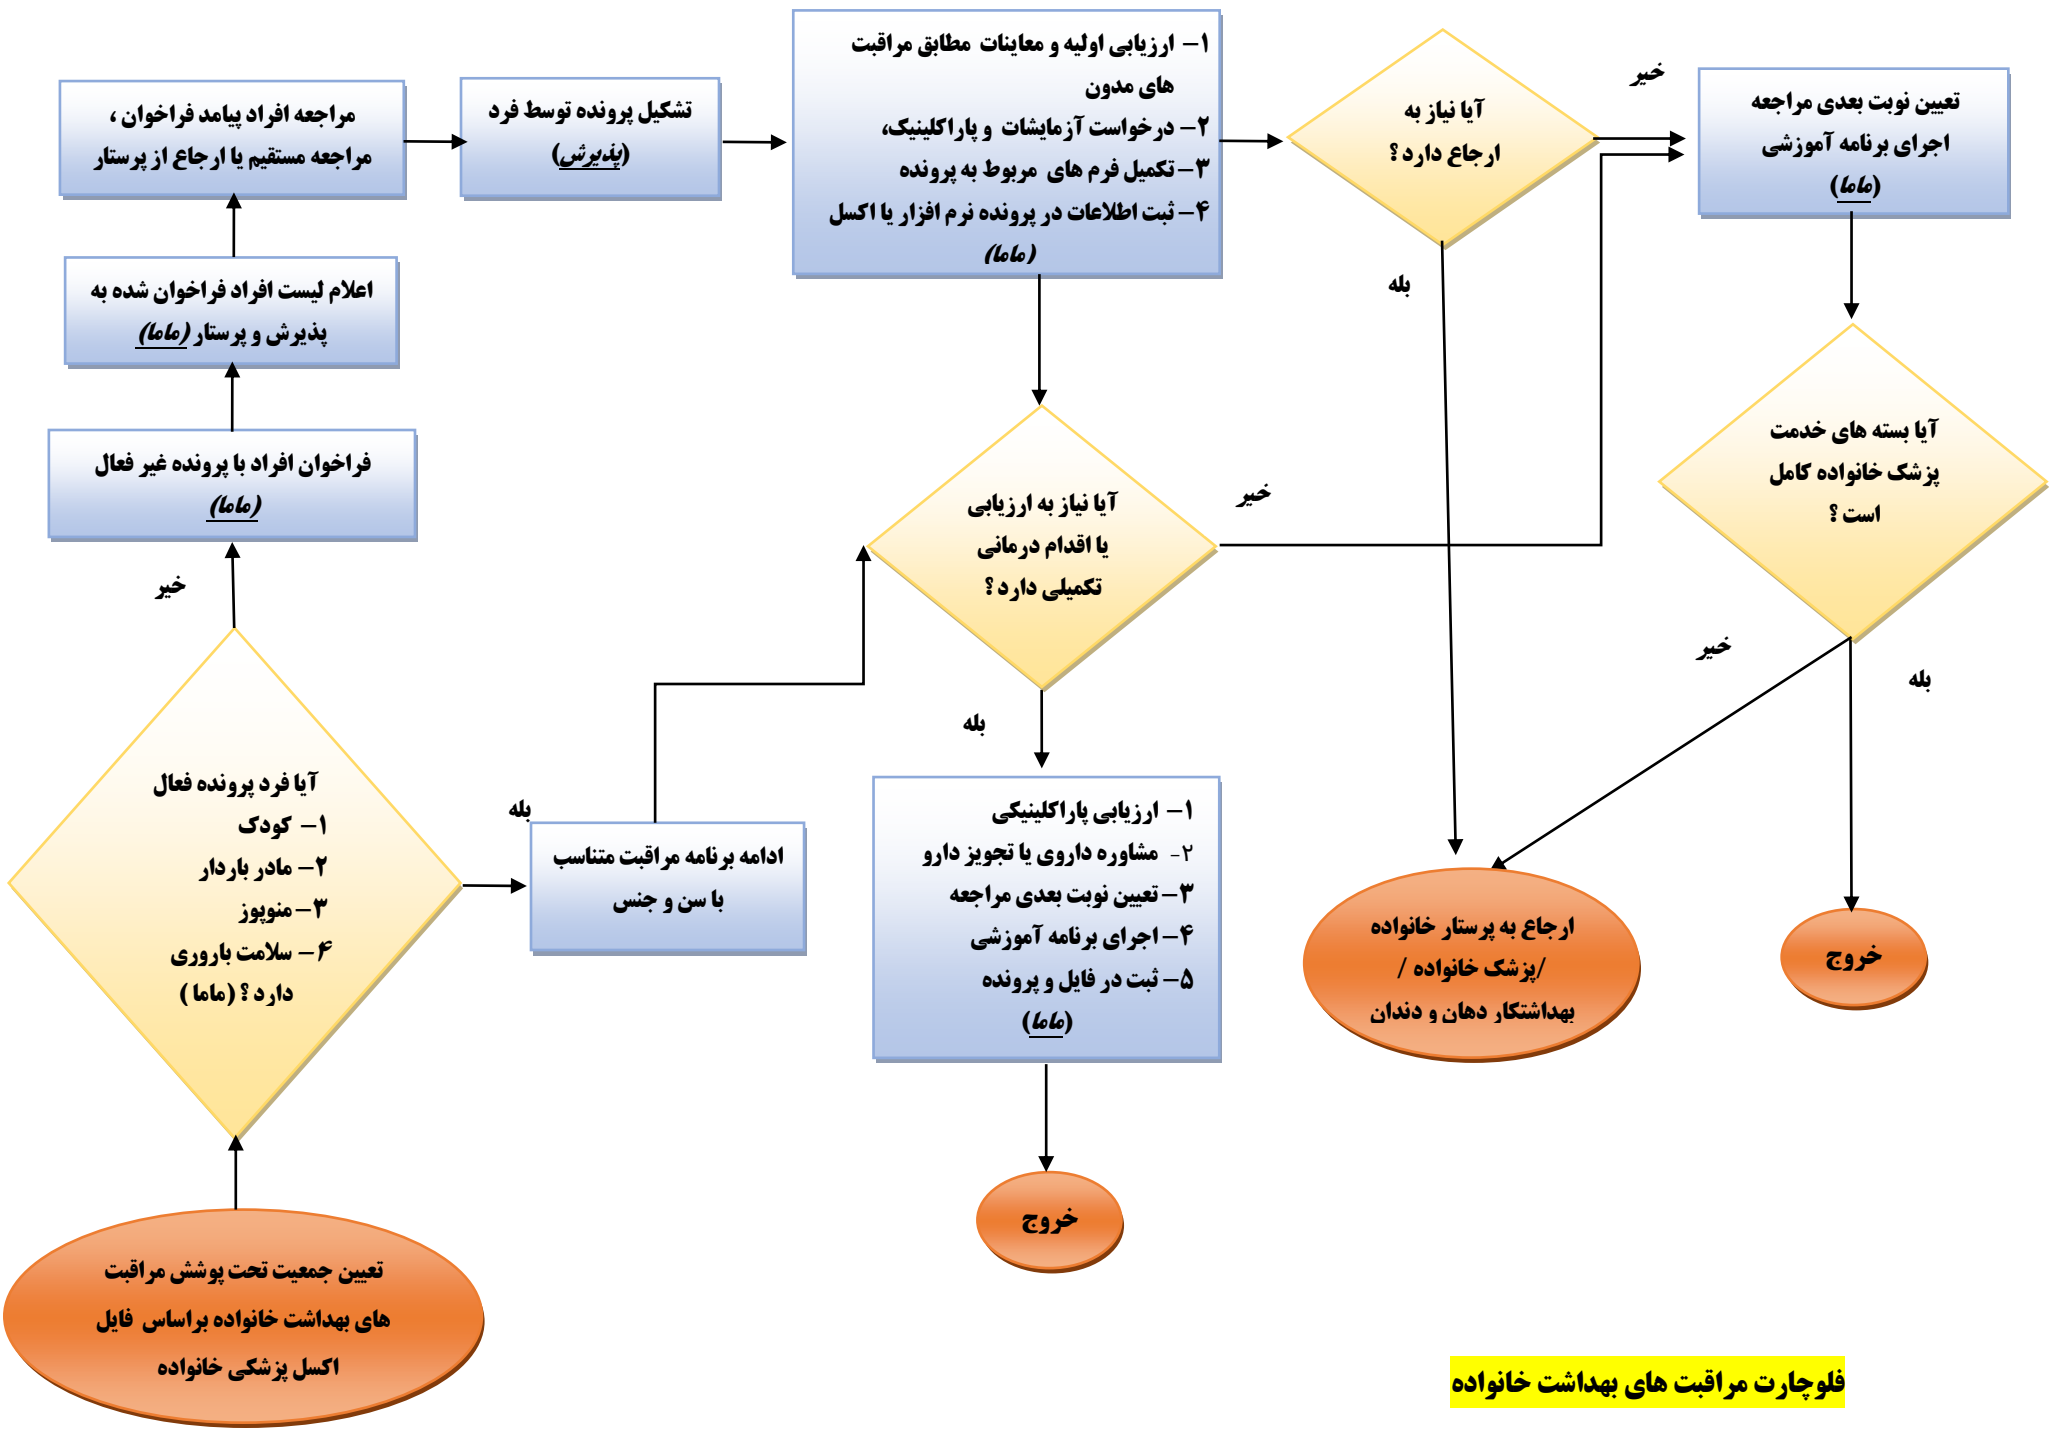 ۱– ارزیابی اولیه و معاینات مطابق مراقبت
های مدون
۲– درخواست آزمایشات و پاراکلینیک،
۳– تکمیل فرم های مربوط به پرونده
۴– ثبت اطلاعات در پرونده نرم افزار یا اکسل
(ماما)
مراجعه افراد پیامد فراخوان ،
مراجعه مستقیم یا ارجاع از پرستار
تشکیل پرونده توسط فرد
(پذیرش)
آیا نیاز به
ارجاع دارد ؟
خیر
بله
تعیین نوبت بعدی مراجعه
اجرای برنامه آموزشی
(ماما)
اعلام لیست افراد فراخوان شده به
پذیرش و پرستار (ماما)
فراخوان افراد با پرونده غیر فعال
(ماما)
خیر
آیا نیاز به ارزیابی
یا اقدام درمانی
تکمیلی دارد ؟
خیر
بله
آیا بسته های خدمت
پزشک خانواده کامل
است ؟
خیر
بله
آیا فرد پرونده فعال
۱– کودک
۲– مادر باردار
۳– منوپوز
۴– سلامت باروری
دارد ؟ (ماما )
بله
ادامه برنامه مراقبت متناسب
با سن و جنس
۱– ارزیابی پاراکلینیکی
۲- مشاوره داروی یا تجویز دارو
۳– تعیین نوبت بعدی مراجعه
۴– اجرای برنامه آموزشی
۵– ثبت در فایل و پرونده
(ماما)
ارجاع به پرستار خانواده
/پزشک خانواده /
بهداشتکار دهان و دندان
خروج
خروج
تعیین جمعیت تحت پوشش مراقبت
های بهداشت خانواده براساس فایل
اکسل پزشکی خانواده
فلوچارت مراقبت های بهداشت خانواده